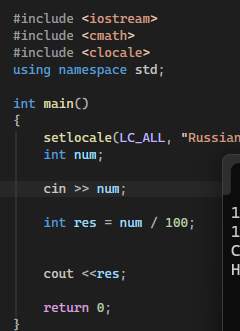 #include <iostream>
#include <cmath>
#include <clocale>
using namespace std;
int main()
{
setlocale(LC_ALL, "Russian
int num;
cin >> num;
int res = num / 100;
cout <<res;
return 0;
}
1
1
C
H